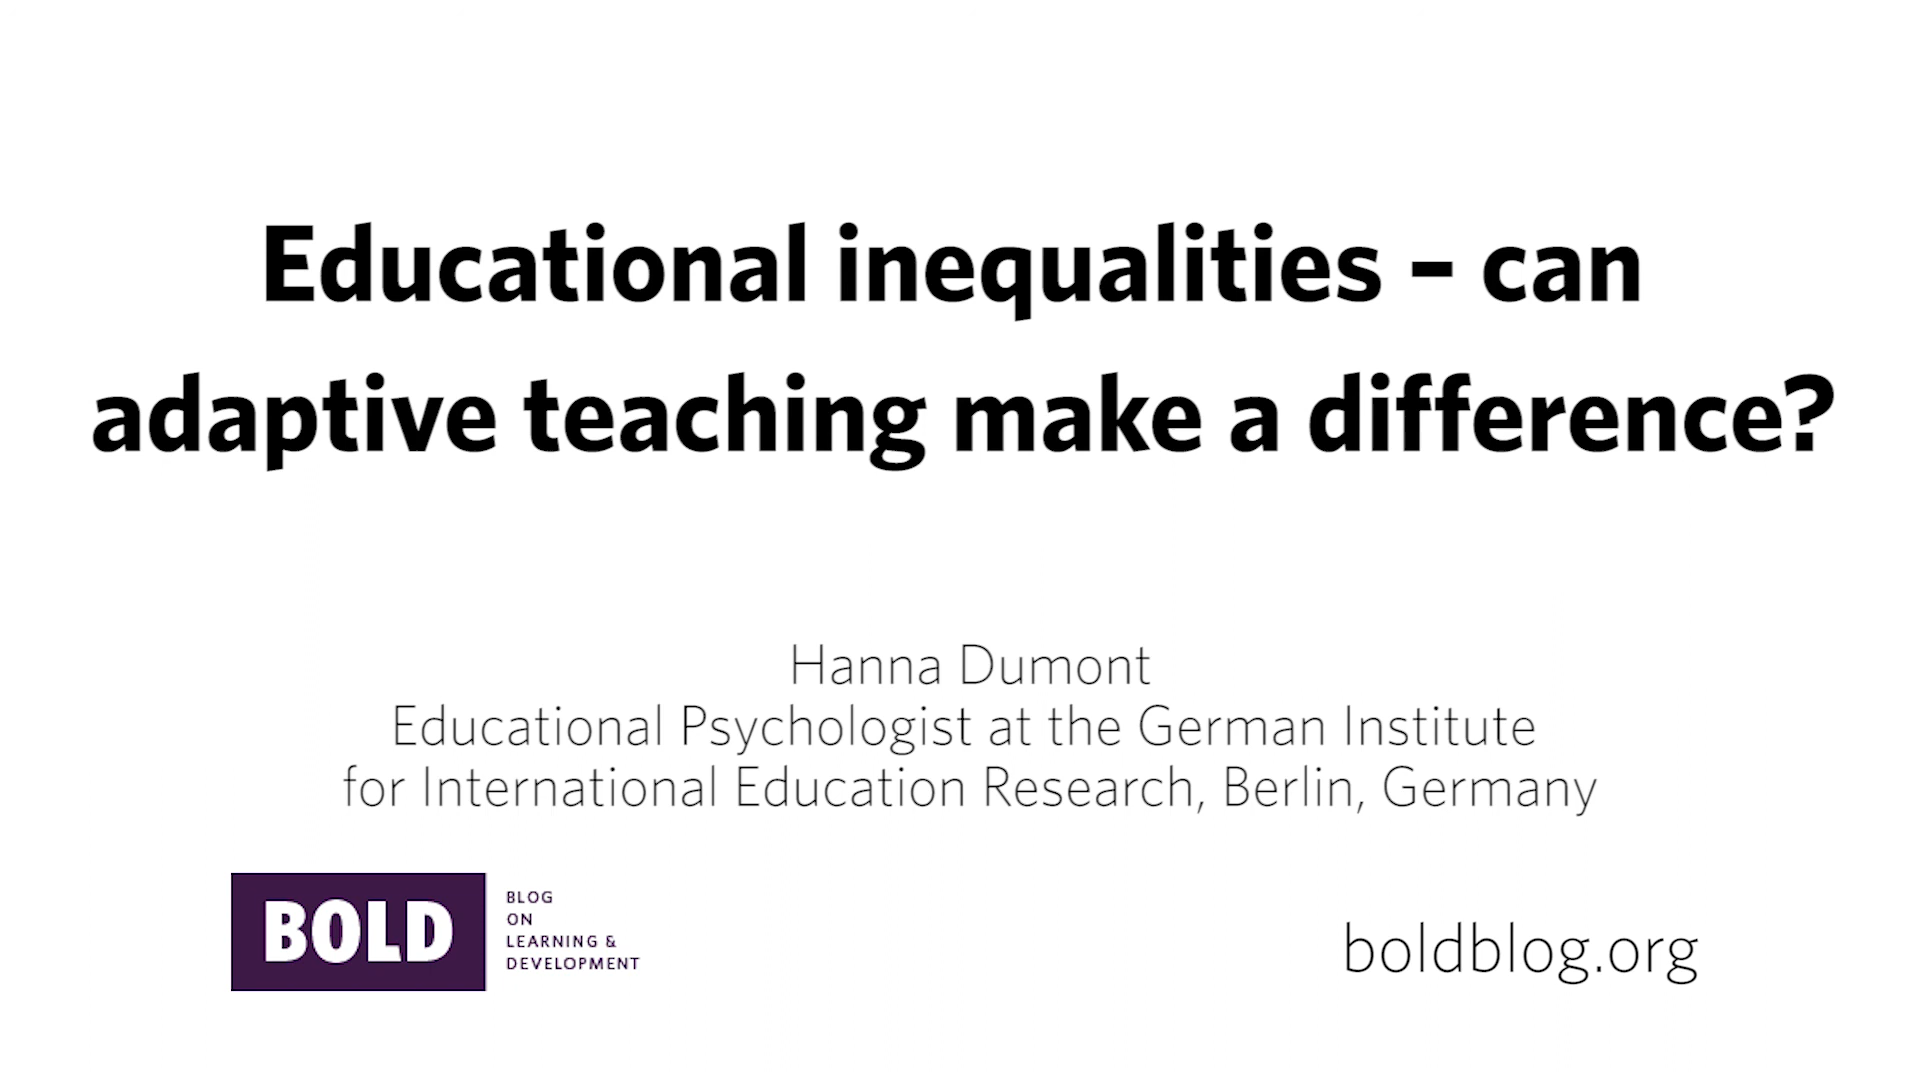 Educational inequalities – can
adaptive teaching make a difference?
Hanna Dumont
Educational Psychologist at the German Institute
for International Education Research, Berlin, Germany
BOLD
BLOG
ON
LEARNING &
DEVELOPMENT
boldblog.org